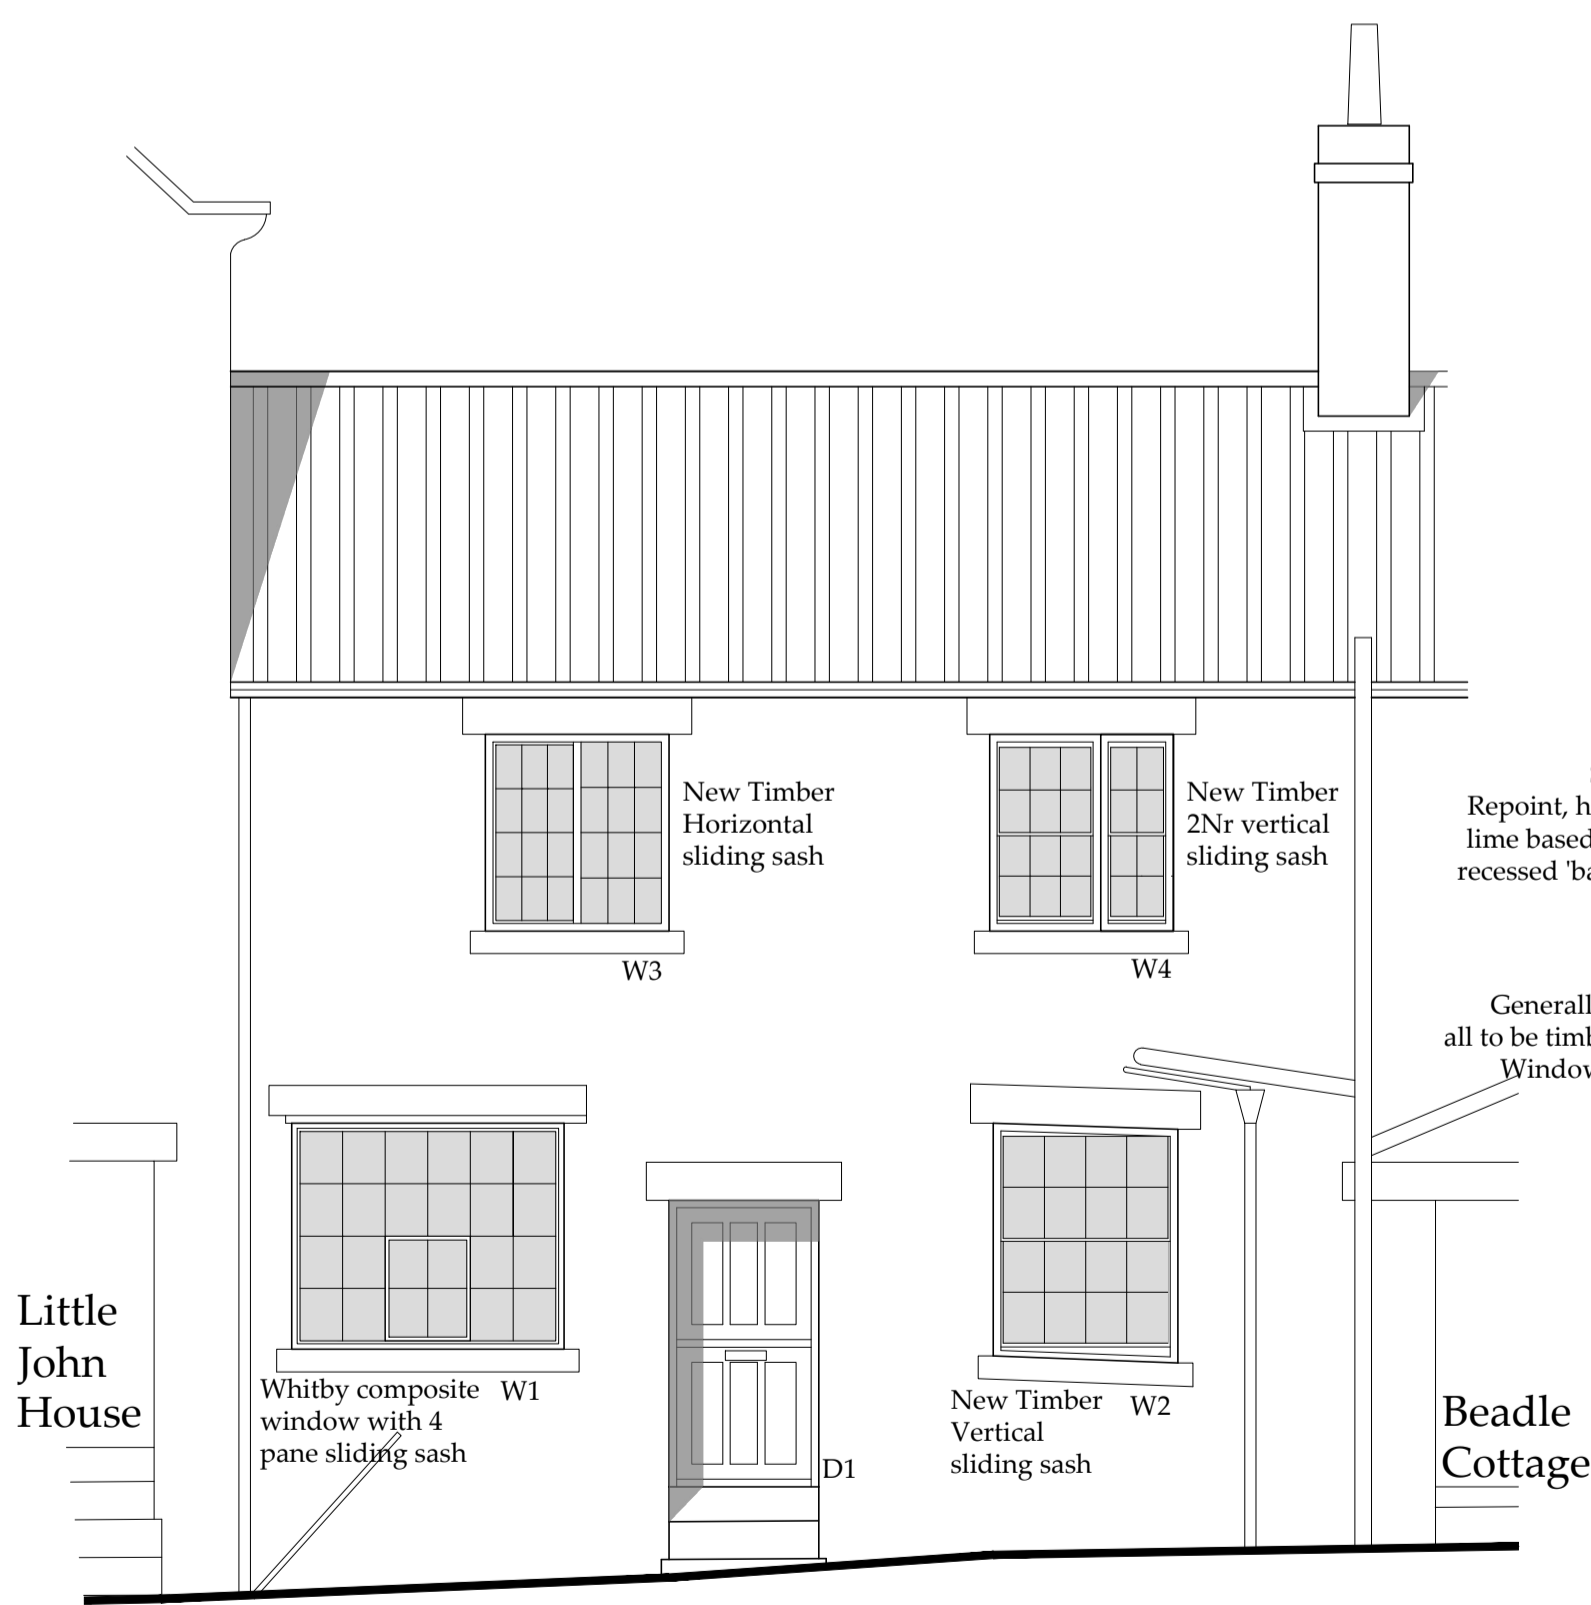 New Timber
Horizontal
sliding sash
New Timber
2Nr vertical
sliding sash
Repoint, h
lime based
recessed 'ba
W3
W4
Generall
all to be timb
Window
Little
John
House
Whitby composite
window with 4
pane sliding sash
W1
D1
New Timber
Vertical
sliding sash
W2
Beadle
Cottage